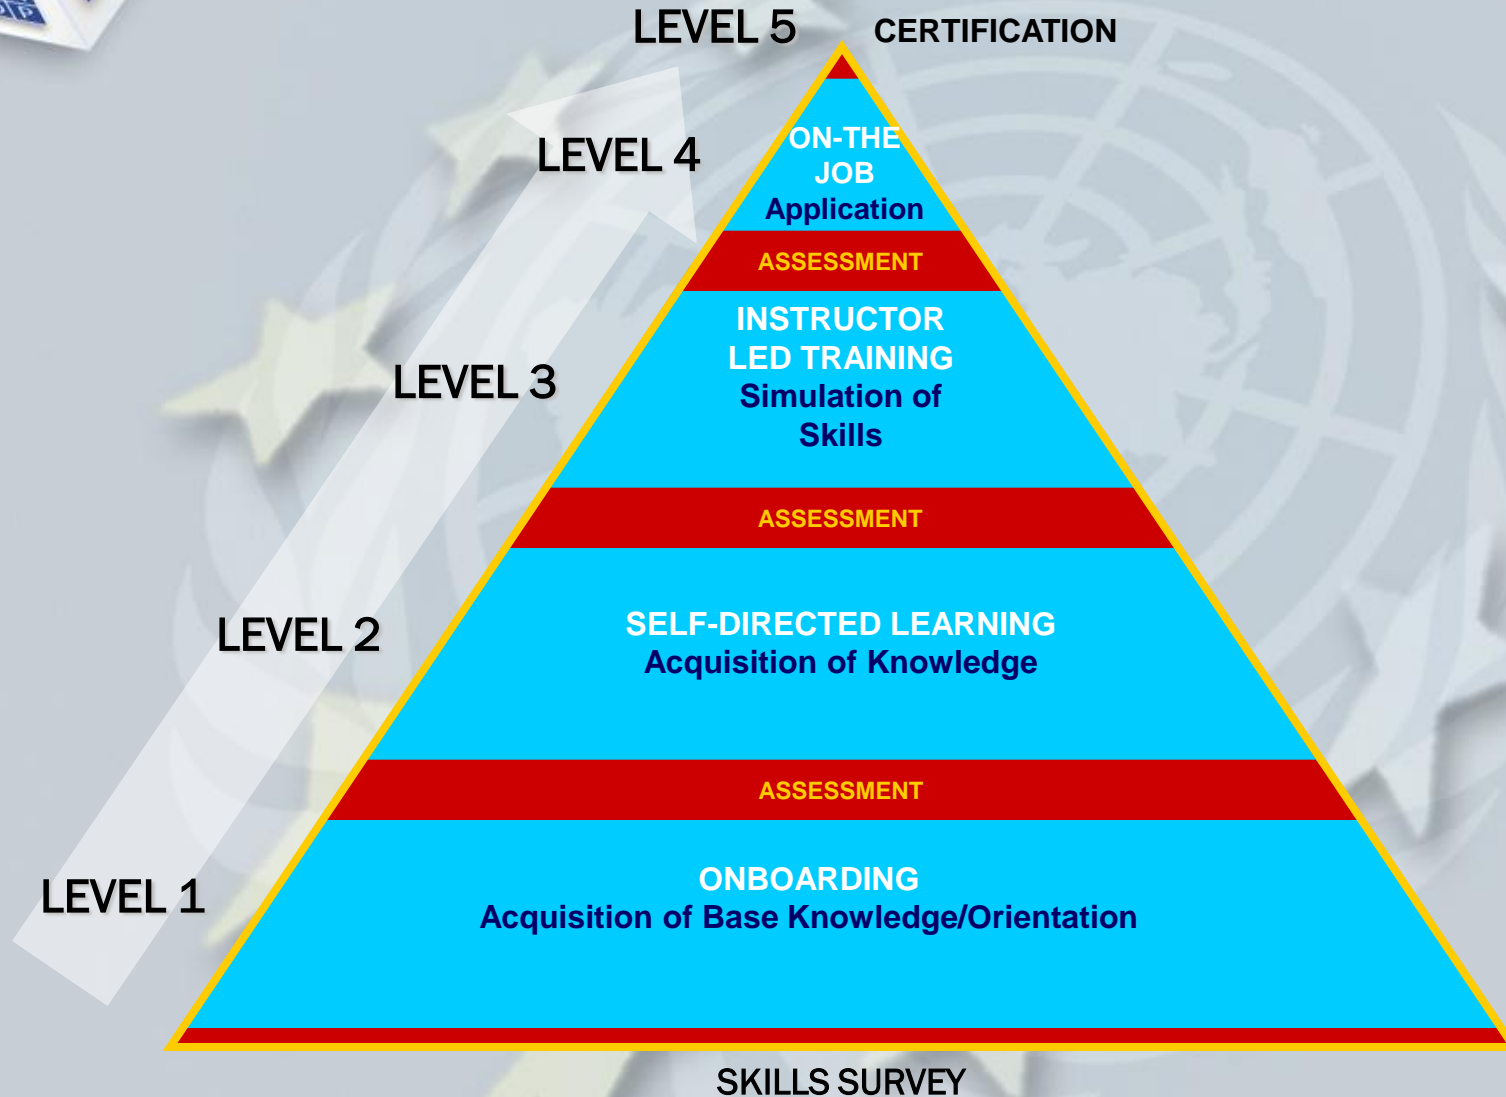 LEVEL 5 CERTIFICATION
LEVEL 4
ON-THE
JOB
Application
ASSESSMENT
LEVEL 3
INSTRUCTOR
LED TRAINING
Simulation of
Skills
ASSESSMENT
LEVEL 2
SELF-DIRECTED LEARNING
Acquisition of Knowledge
ASSESSMENT
LEVEL 1
ONBOARDING
Acquisition of Base Knowledge/Orientation
SKILLS SURVEY